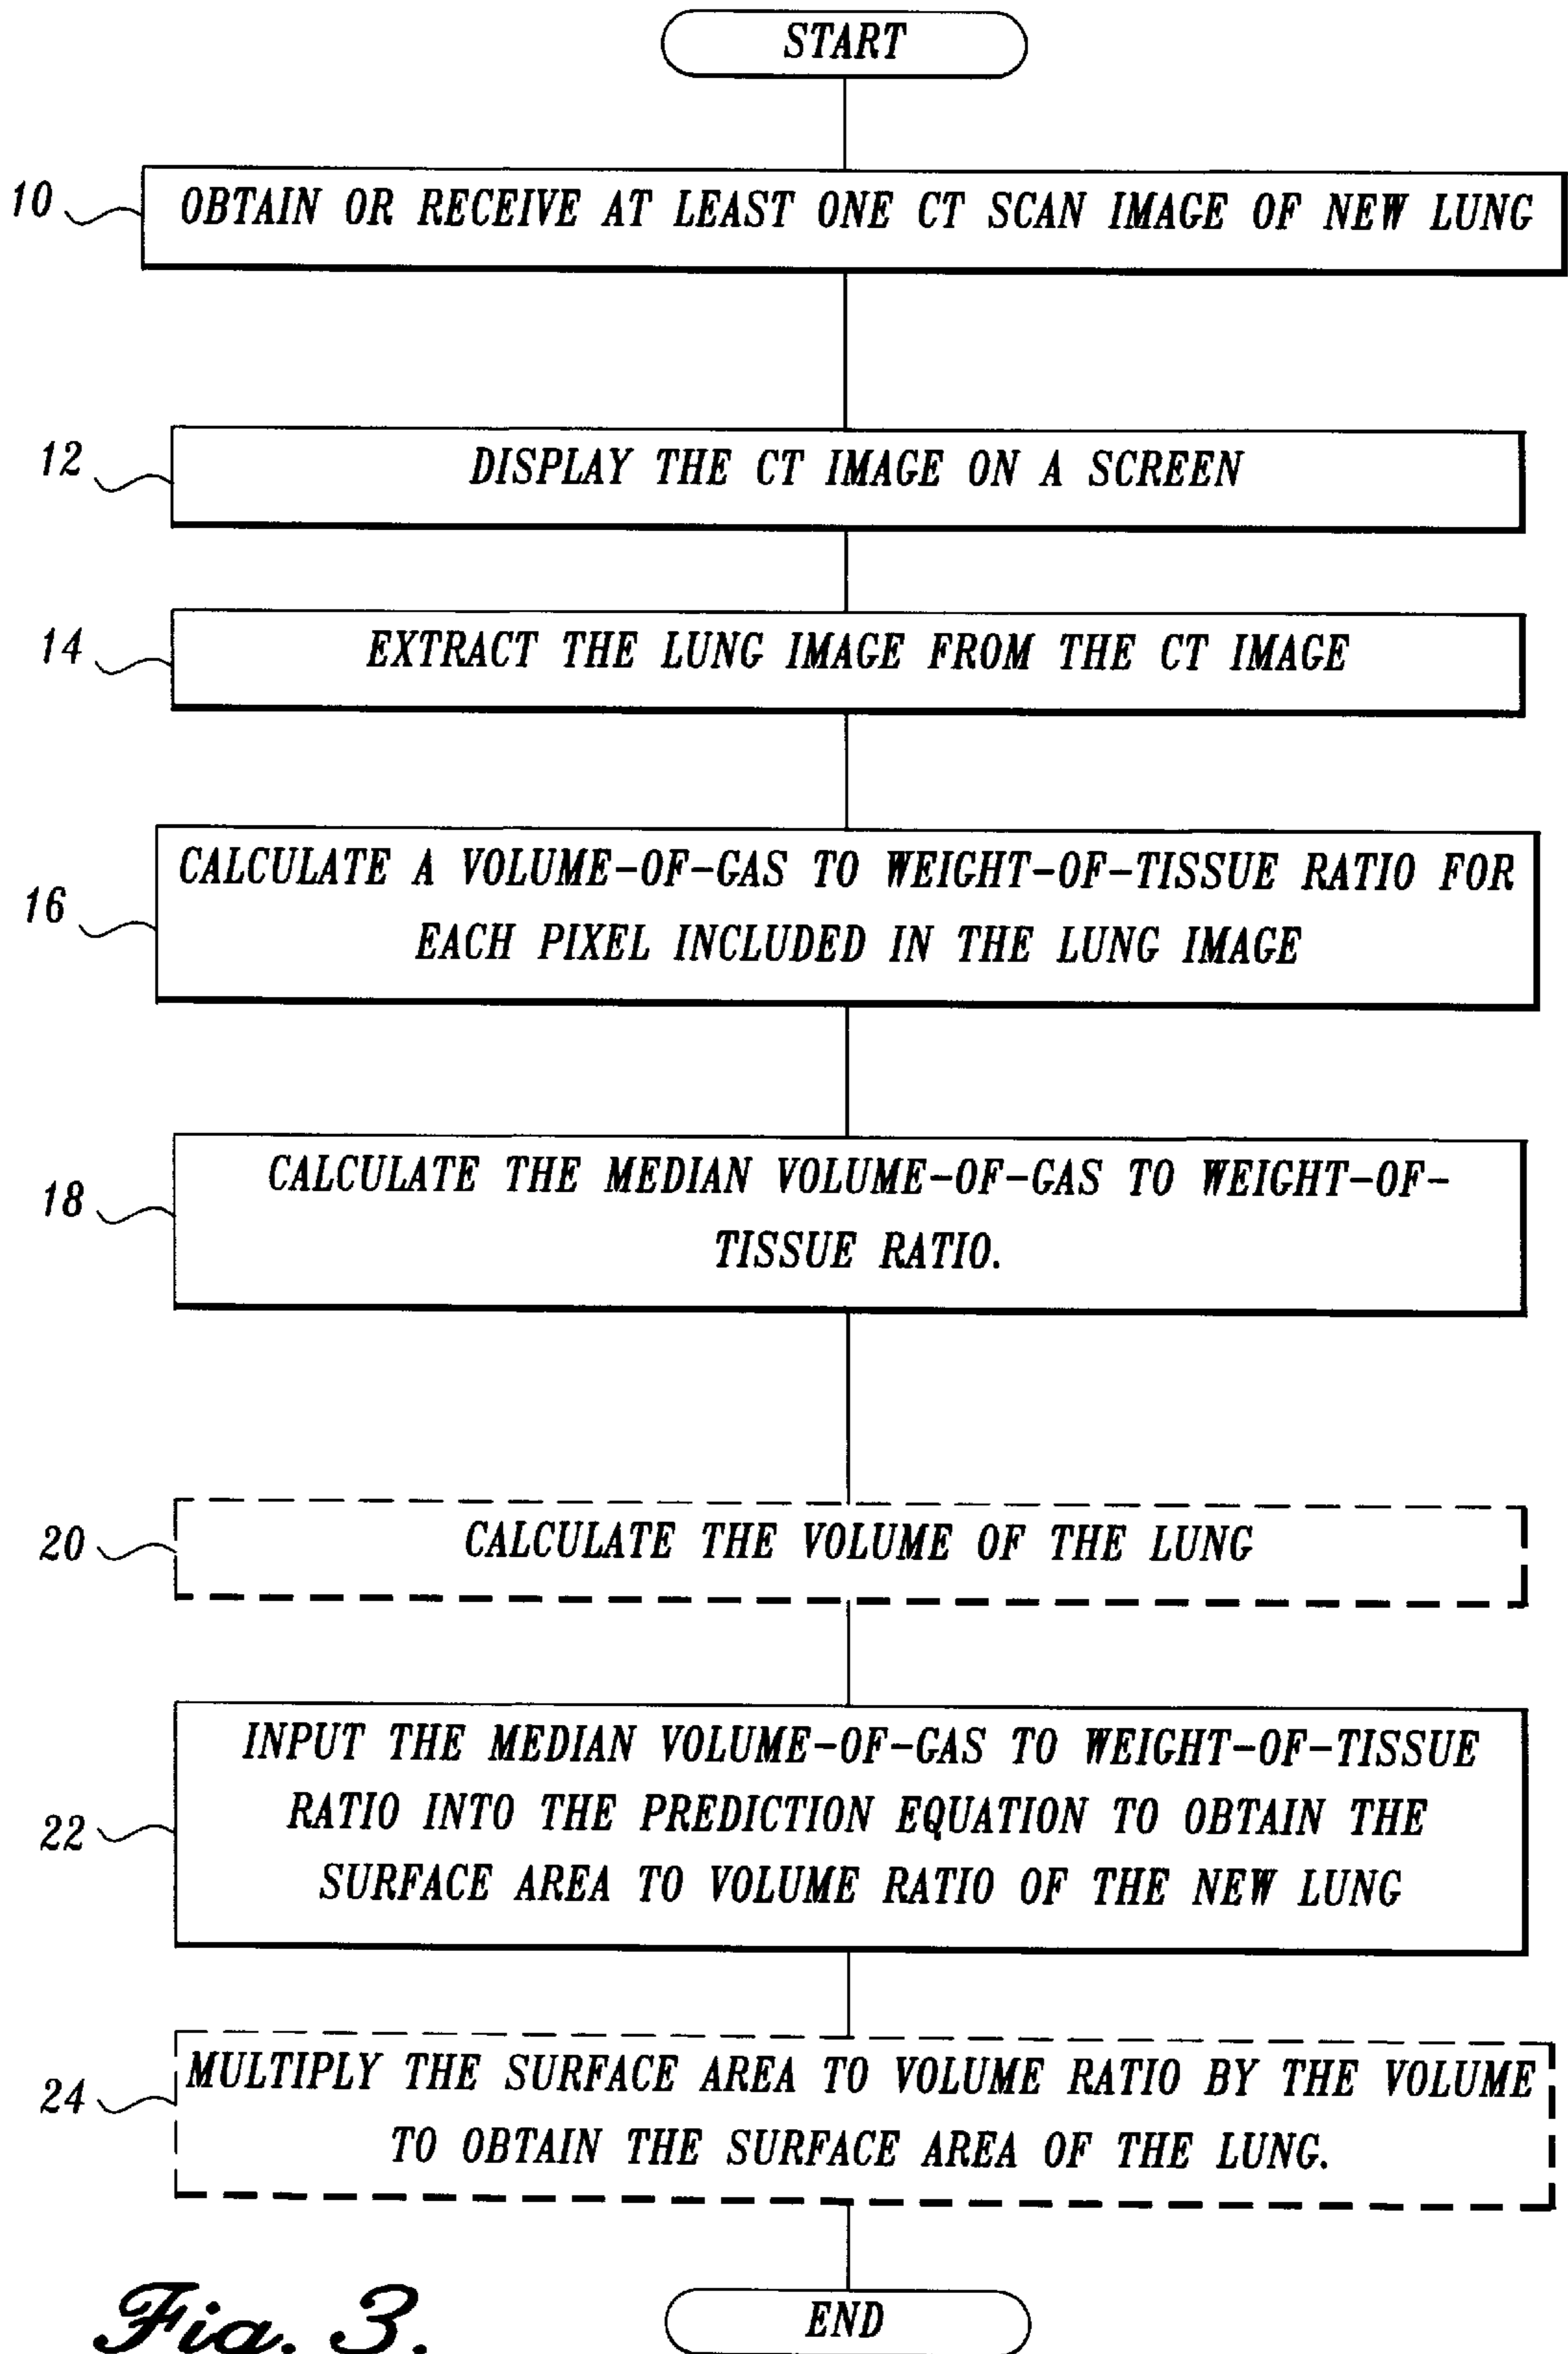 START
10 OBTAIN OR RECEIVE AT LEAST ONE CT SCAN IMAGE OF NEW LUNG
12 DISPLAY THE CT IMAGE ON A SCREEN
14 EXTRACT THE LUNG IMAGE FROM THE CT IMAGE
CALCULATE A VOLUME-OF-GAS TO WEIGHT-OF-TISSUE RATIO FOR
16 EACH PIXEL INCLUDED IN THE LUNG IMAGE
CALCULATE THE MEDIAN VOLUME-OF-GAS TO WEIGHT-OF-
18 TISSUE RATIO.
20 CALCULATE THE VOLUME OF THE LUNG
INPUT THE MEDIAN VOLUME-OF-GAS TO WEIGHT-OF-TISSUE
22 RATIO INTO THE PREDICTION EQUATION TO OBTAIN THE
SURFACE AREA TO VOLUME RATIO OF THE NEW LUNG
24 MULTIPLY THE SURFACE AREA TO VOLUME RATIO BY THE VOLUME
TO OBTAIN THE SURFACE AREA OF THE LUNG.
END
Fig. 3.